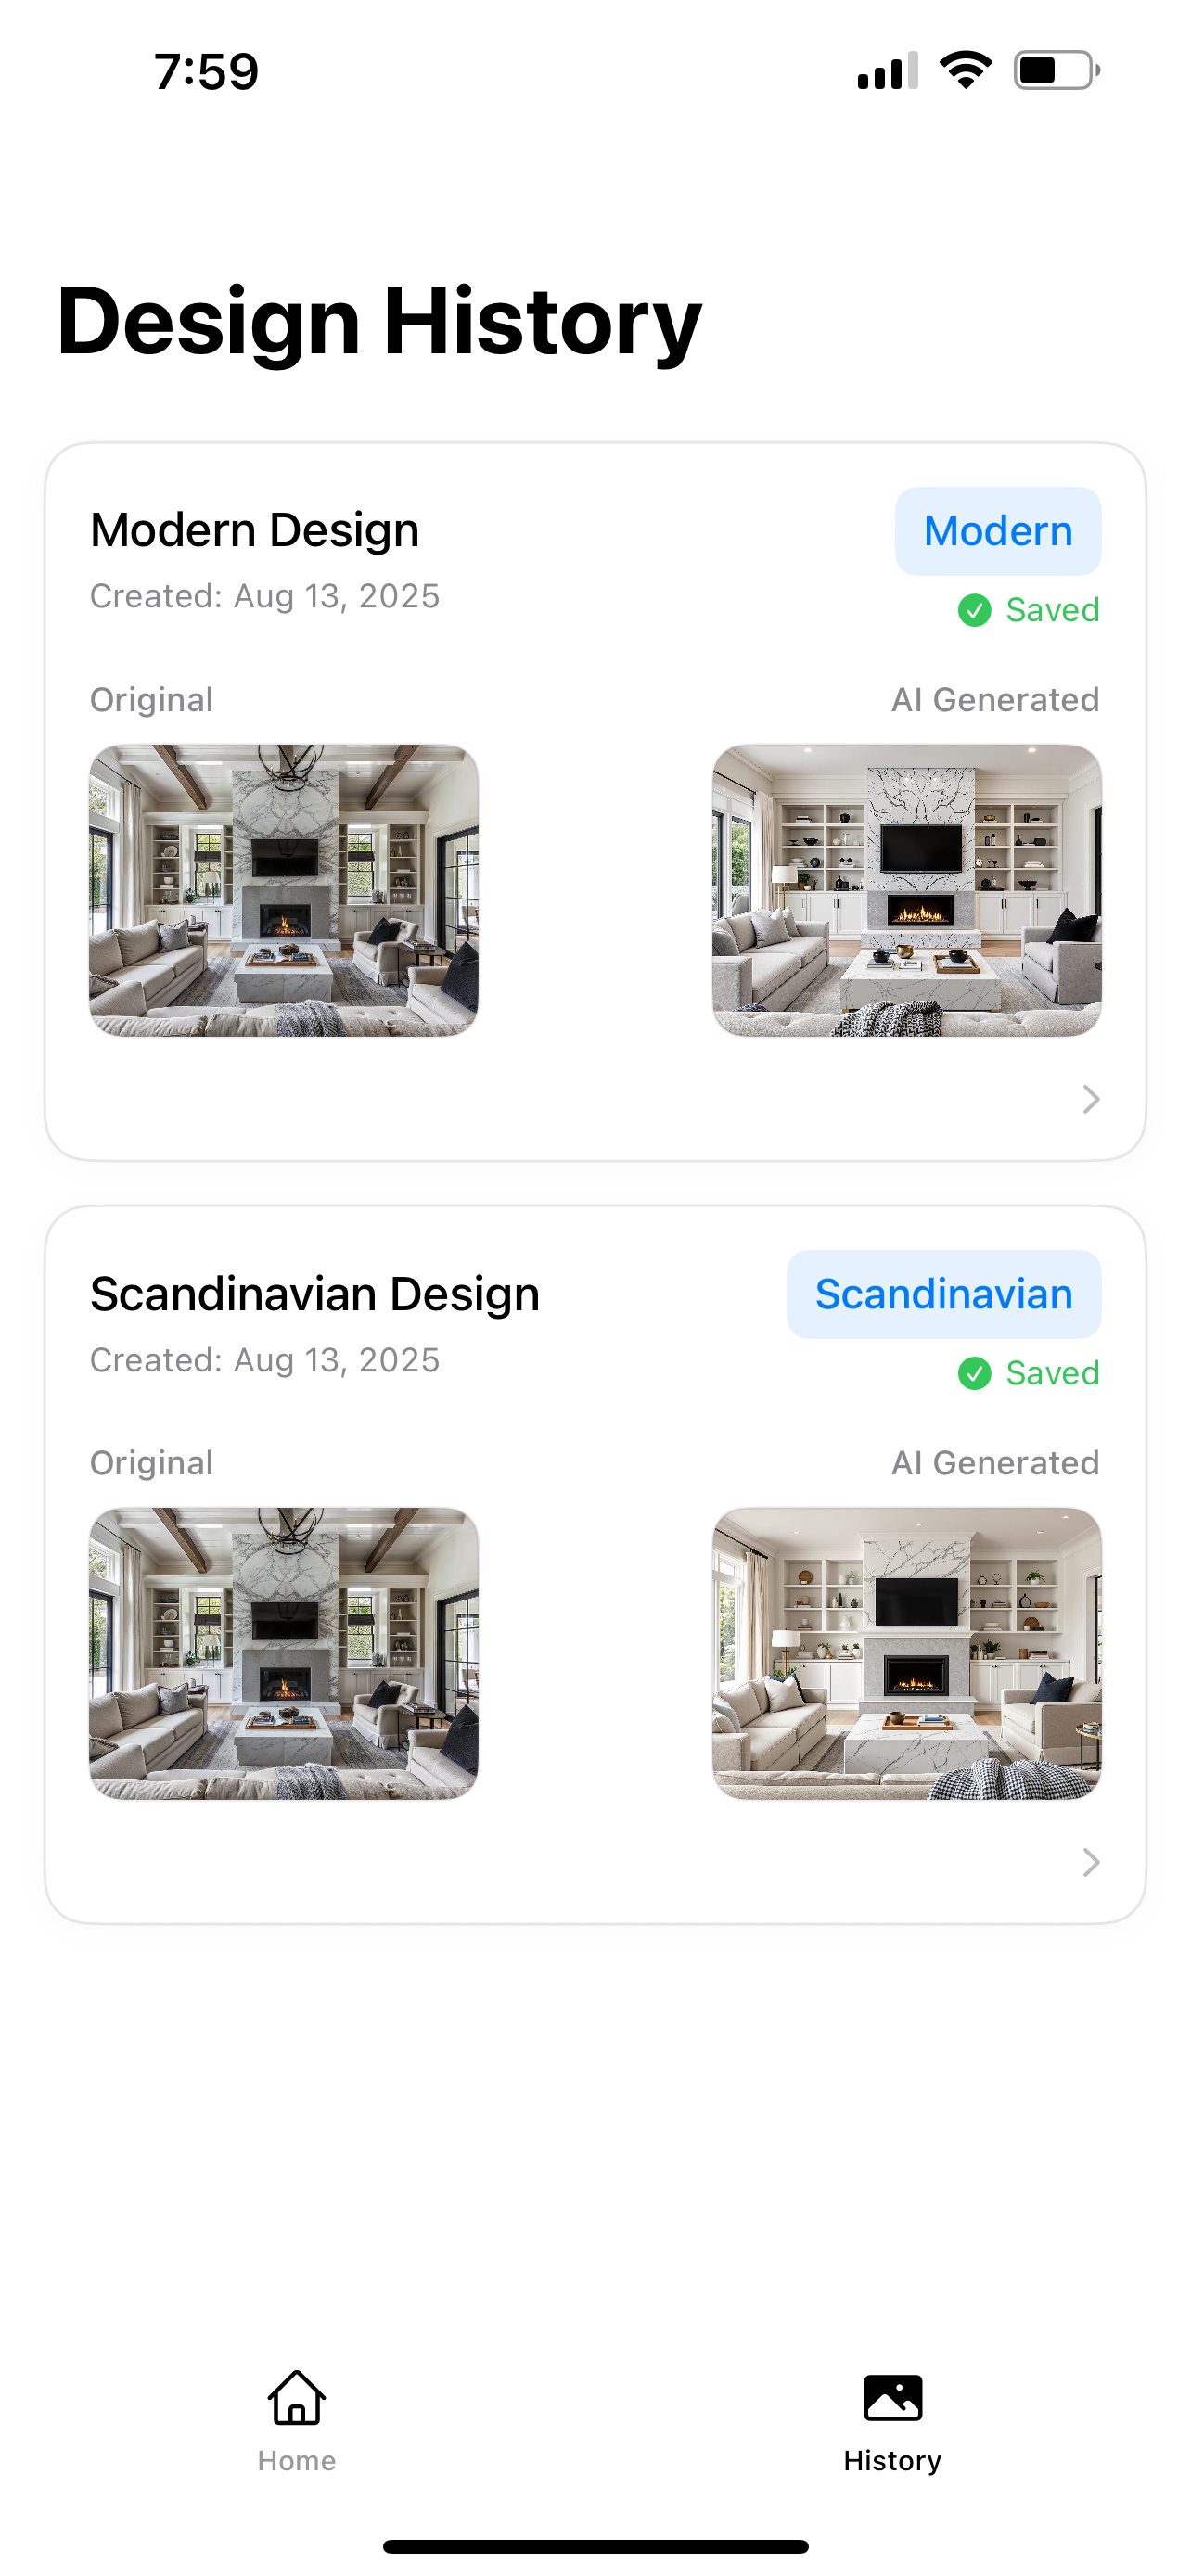 7:59
Design History
Modern Design
Modern
Created: Aug 13, 2025
Saved
Original
AI Generated
Scandinavian Design
Scandinavian
Created: Aug 13, 2025
Saved
Original
AI Generated
Home
History